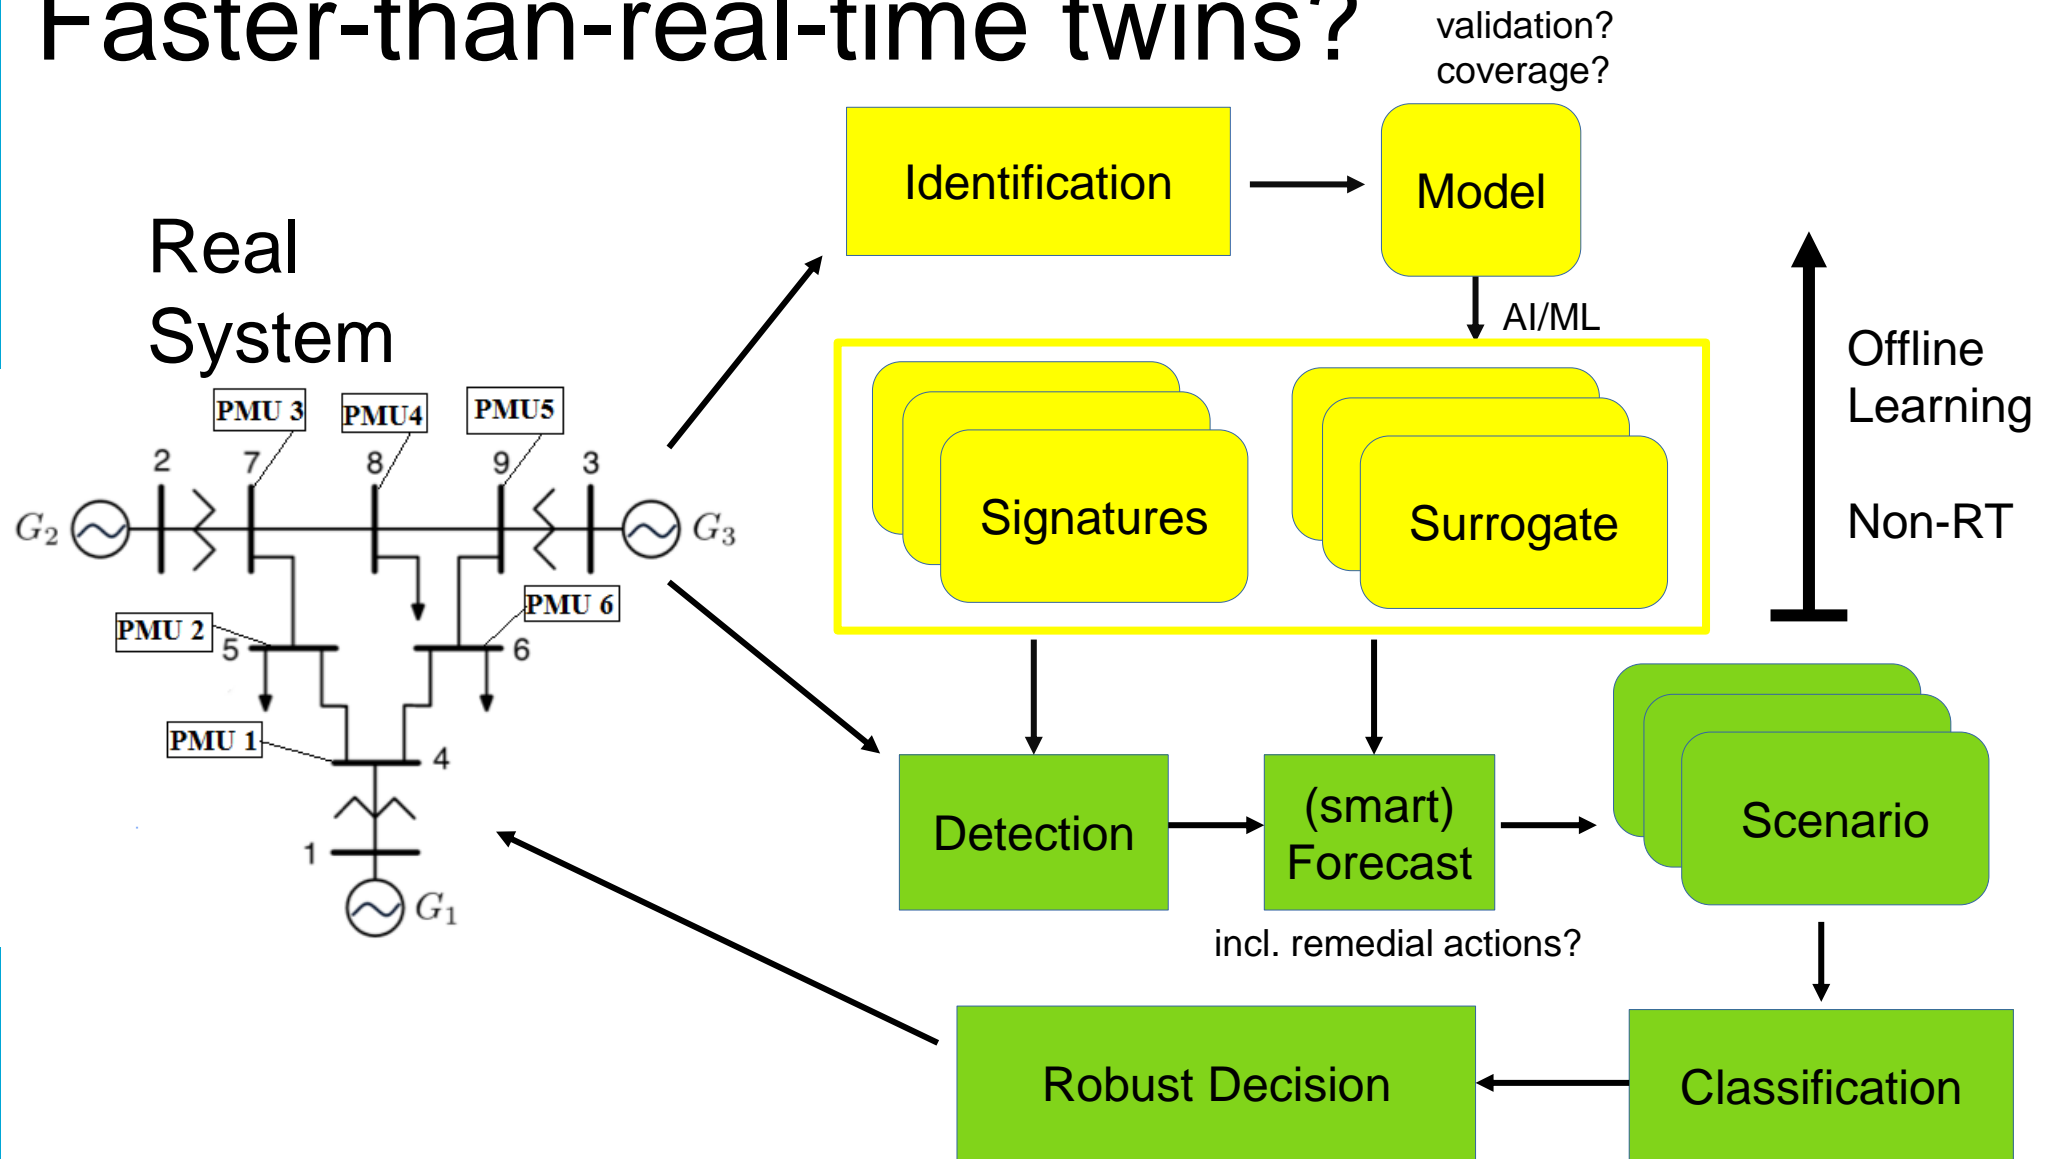 Faster-than-real-time twins?
validation?
coverage?
Identification
Model
Real
System
AI/ML
Offline
Learning
Non-RT
PMU 3
PMU4
PMU5
2
7
8
9
3
G2
G3
Signatures
Surrogate
PMU 6
PMU 2
5
6
PMU 1
4
1
G1
Detection
(smart)
Forecast
Scenario
incl. remedial actions?
Robust Decision
Classification